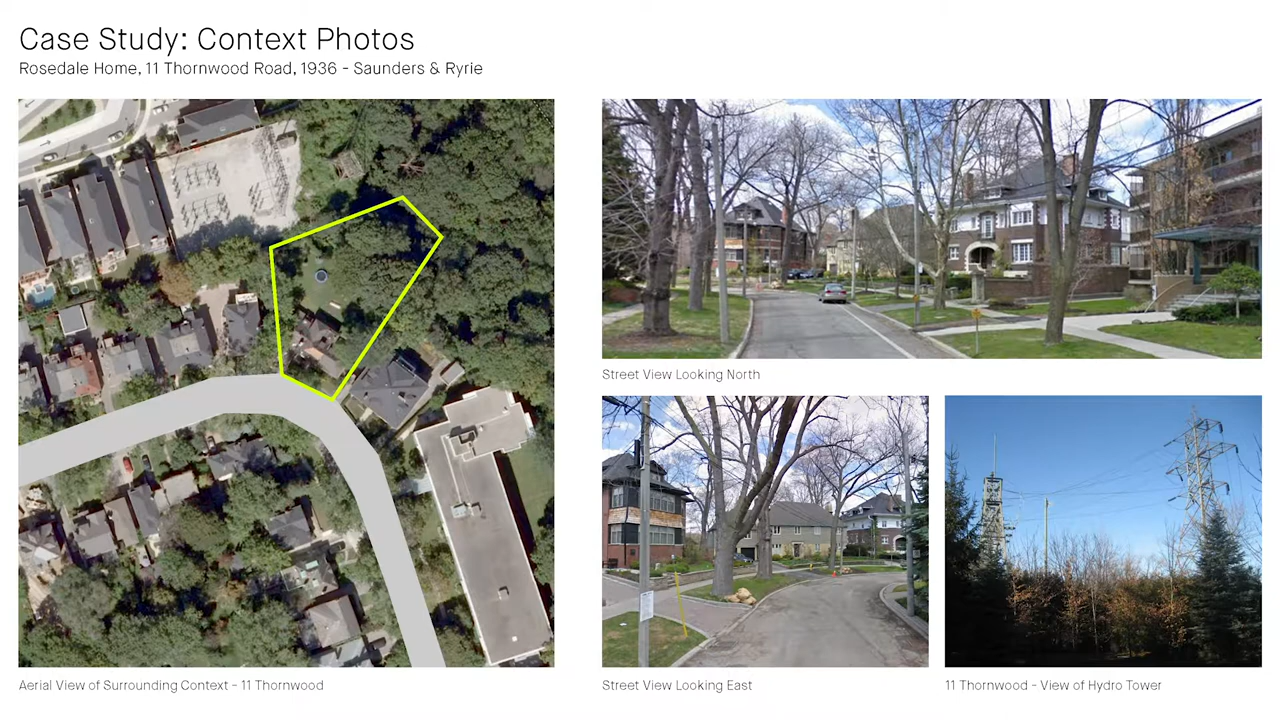 Case Study: Context Photos
Rosedale Home, 11 Thornwood Road, 1936 - Saunders & Ryrie
Street View Looking North
Aerial View of Surrounding Context - 11 Thornwood
Street View Looking East
11 Thornwood - View of Hydro Tower